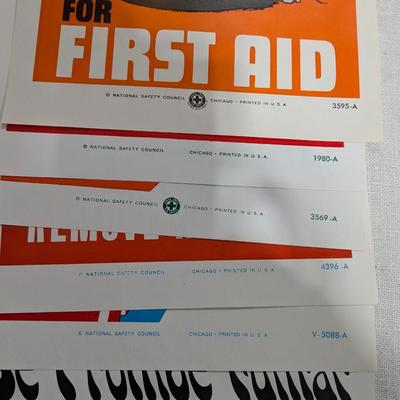 FOR
FIRST AID
© NATIONAL SAFETY COUNCIL CHICAGO • PRINTED IN U.S.A. 3595-A
© NATIONAL SAFETY COUNCIL CHICAGO • PRINTED IN U.S.A. 1980-A
© NATIONAL SAFETY COUNCIL CHICAGO • PRINTED IN U.S.A. 3569-A
REMOVE
© NATIONAL SAFETY COUNCIL CHICAGO • PRINTED IN U.S.A. 4396-A
© NATIONAL SAFETY COUNCIL CHICAGO • PRINTED IN U.S.A. V-5088-A